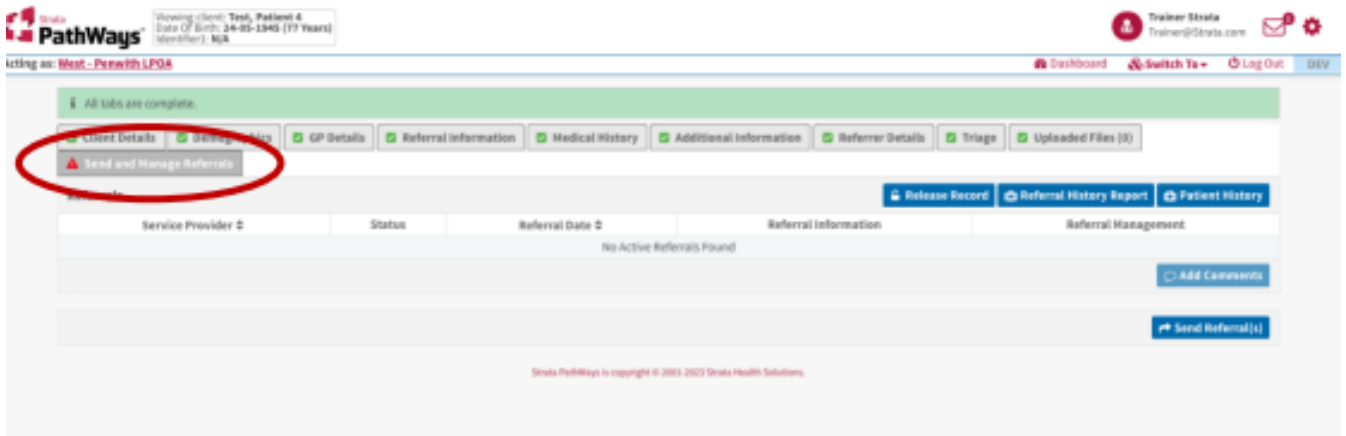 Strata
PathWays
Viewing client: Test, Patient 4
Date Of Birth: 24-05-1945 (77 Years)
Identifier1: N/A
Trainer Strata
Trainer@Strata.com
0
Acting as: West - Penwith LPOA
Dashboard Switch To Log Out DEV
All tabs are complete.
Client Details Demographics GP Details Referral Information Medical History Additional Information Referrer Details Triage Uploaded Files (0)
Send and Manage Referrals
Referrals
Release Record Referral History Report Patient History
Service Provider Status Referral Date Referral Information Referral Management
No Active Referrals Found
Add Comments
Send Referral(s)
Strata PathWays is copyright © 2001-2023 Strata Health Solutions.